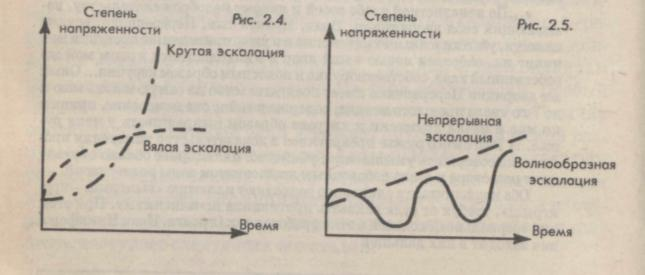 Степень
напряженности
Рис. 2.4.
Крутая эскалация
Вялая эскалация
Время
Степень
напряженности
Рис. 2.5.
Непрерывная
эскалация
Волнообразная
эскалация
Время